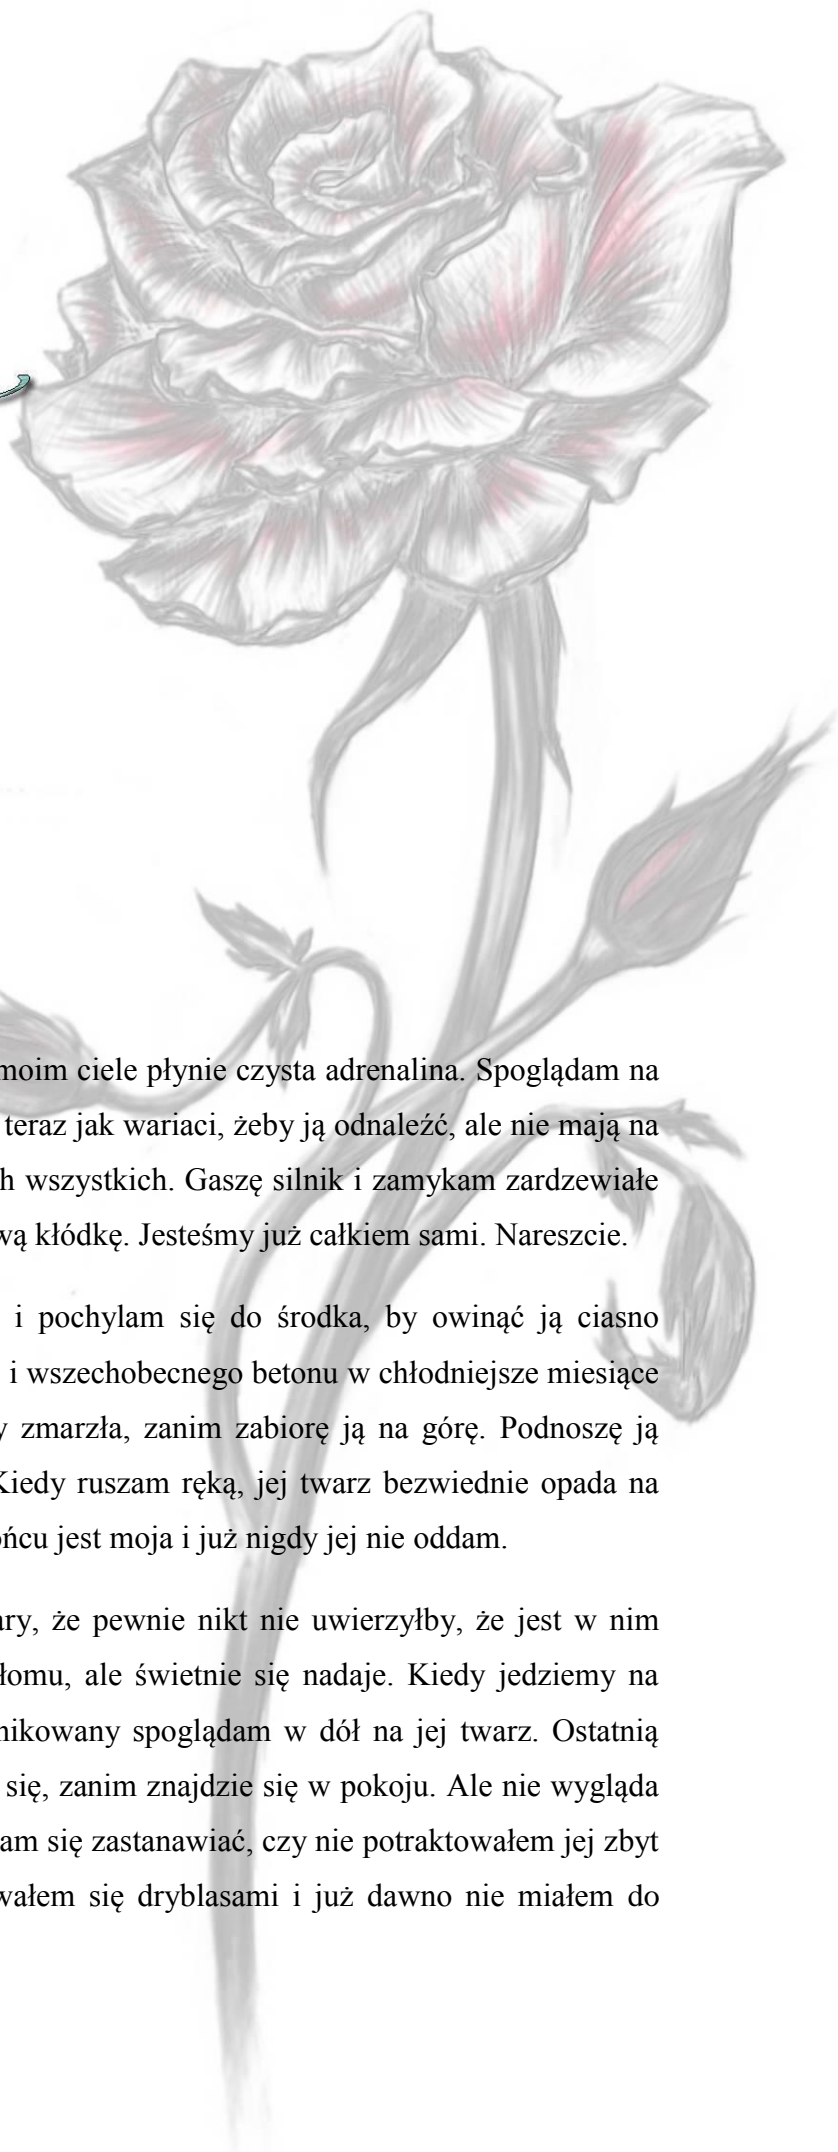 moim ciele płynie czysta adrenalina. Spoglądam na
teraz jak wariaci, żeby ją odnaleźć, ale nie mają na
h wszystkich. Gaszę silnik i zamykam zardzewiałe
wą kłódkę. Jesteśmy już całkiem sami. Nareszcie.
i pochylam się do środka, by owinąć ją ciasno
i wszechobecnego betonu w chłodniejsze miesiące
y zmarzła, zanim zabiorę ją na górę. Podnoszę ją
Kiedy ruszam ręką, jej twarz bezwiednie opada na
ońcu jest moja i już nigdy jej nie oddam.
ary, że pewnie nikt nie uwierzyłby, że jest w nim
łomu, ale świetnie się nadaje. Kiedy jedziemy na
nikowany spoglądam w dół na jej twarz. Ostatnią
się, zanim znajdzie się w pokoju. Ale nie wygląda
am się zastanawiać, czy nie potraktowałem jej zbyt
wałem się dryblasami i już dawno nie miałem do